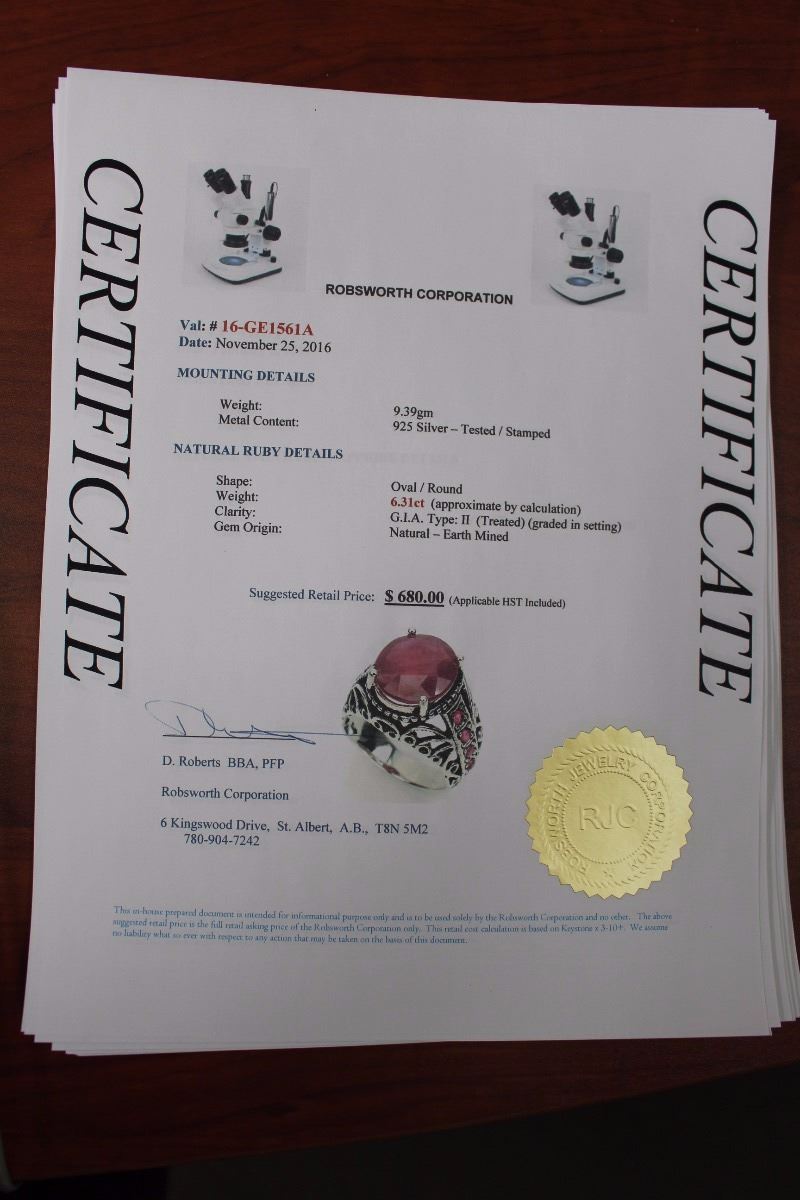 CERTIFICATE
CERTIFICATE
ROBSWORTH CORPORATION
Val: # 16-GE1561A
Date: November 25, 2016
MOUNTING DETAILS
Weight: 9.39gm
Metal Content: 925 Silver – Tested / Stamped
NATURAL RUBY DETAILS
Shape: Oval / Round
Weight: 6.31ct (approximate by calculation)
Clarity: G.I.A. Type: II (Treated) (graded in setting)
Gem Origin: Natural – Earth Mined
Suggested Retail Price: $ 680.00 (Applicable HST Included)
D. Roberts BBA, PFP
Robsworth Corporation
6 Kingswood Drive, St. Albert, A.B., T8N 5M2
780-904-7242
ROBSWORTH JEWELRY CORPORATION
RJC
This in-house prepared document is intended for informational purpose only and is to be used solely by the Robsworth Corporation and no other. The above
suggested retail price is the full retail asking price of the Robsworth Corporation only. This retail cost calculation is based on Keystone x 3-10+. We assume
no liability what so ever with respect to any action that may be taken on the basis of this document.